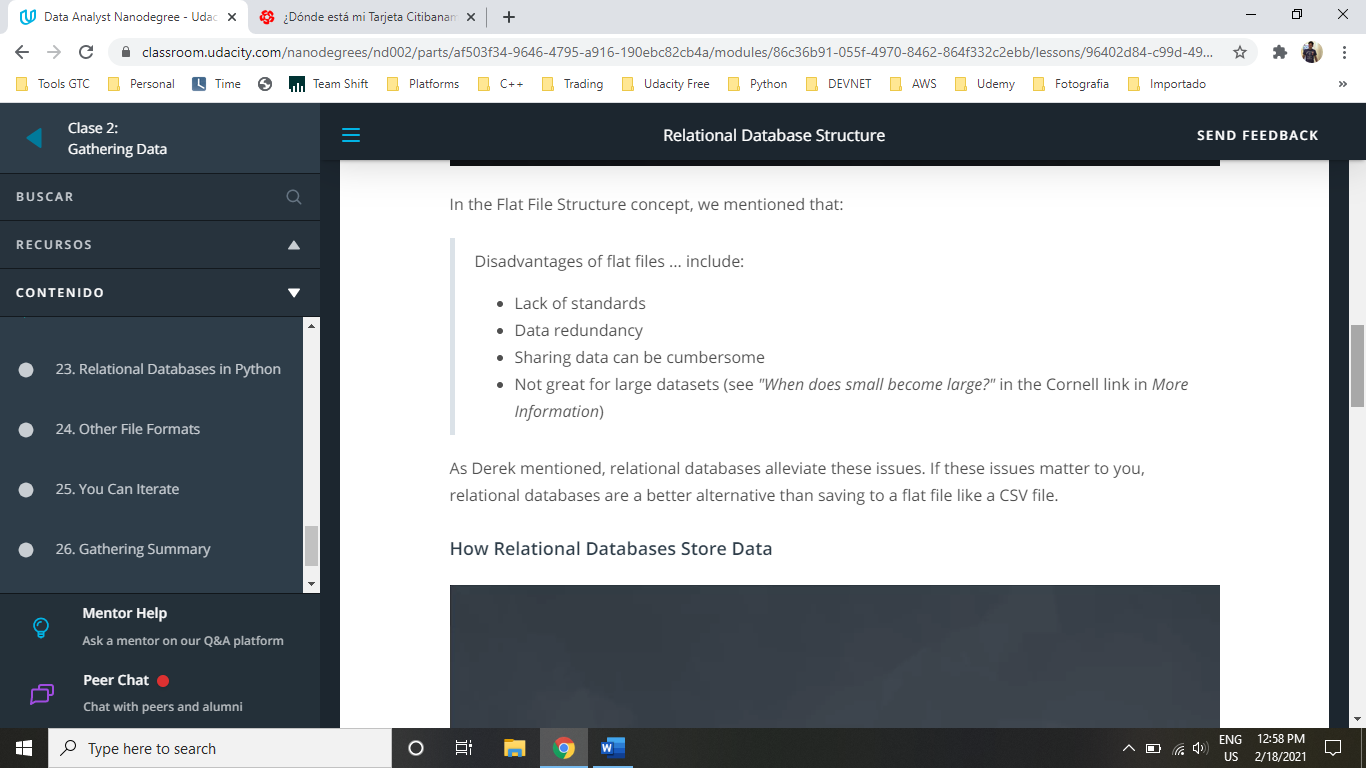 Data Analyst Nanodegree - Udac
¿Dónde está mi Tarjeta Citibanam
classroom.udacity.com/nanodegrees/nd002/parts/af503f34-9646-4795-a916-190ebc82cb4a/modules/86c36b91-055f-4970-8462-864f332c2ebb/lessons/96402d84-c99d-49...
Tools GTC Personal Time Team Shift Platforms C++ Trading Udacity Free Python DEVNET AWS Udemy Fotografia Importado »
Clase 2:
Gathering Data
BUSCAR
RECURSOS
CONTENIDO
23. Relational Databases in Python
24. Other File Formats
25. You Can Iterate
26. Gathering Summary
Mentor Help
Ask a mentor on our Q&A platform
Peer Chat
Chat with peers and alumni
Relational Database Structure
SEND FEEDBACK
In the Flat File Structure concept, we mentioned that:
Disadvantages of flat files ... include:
• Lack of standards
• Data redundancy
• Sharing data can be cumbersome
• Not great for large datasets (see "When does small become large?" in the Cornell link in More
Information)
As Derek mentioned, relational databases alleviate these issues. If these issues matter to you,
relational databases are a better alternative than saving to a flat file like a CSV file.
How Relational Databases Store Data
Type here to search
W
ENG
US
12:58 PM
2/18/2021